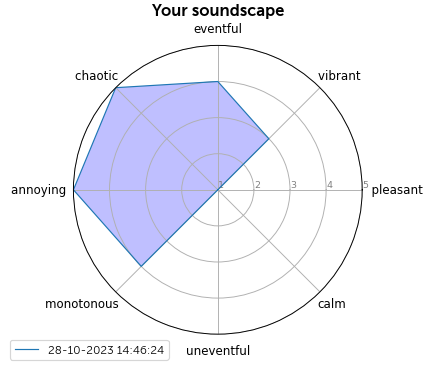 Your soundscape
eventful
chaotic
vibrant
annoying
1 2 3 4 5
pleasant
monotonous
calm
28-10-2023 14:46:24
uneventful